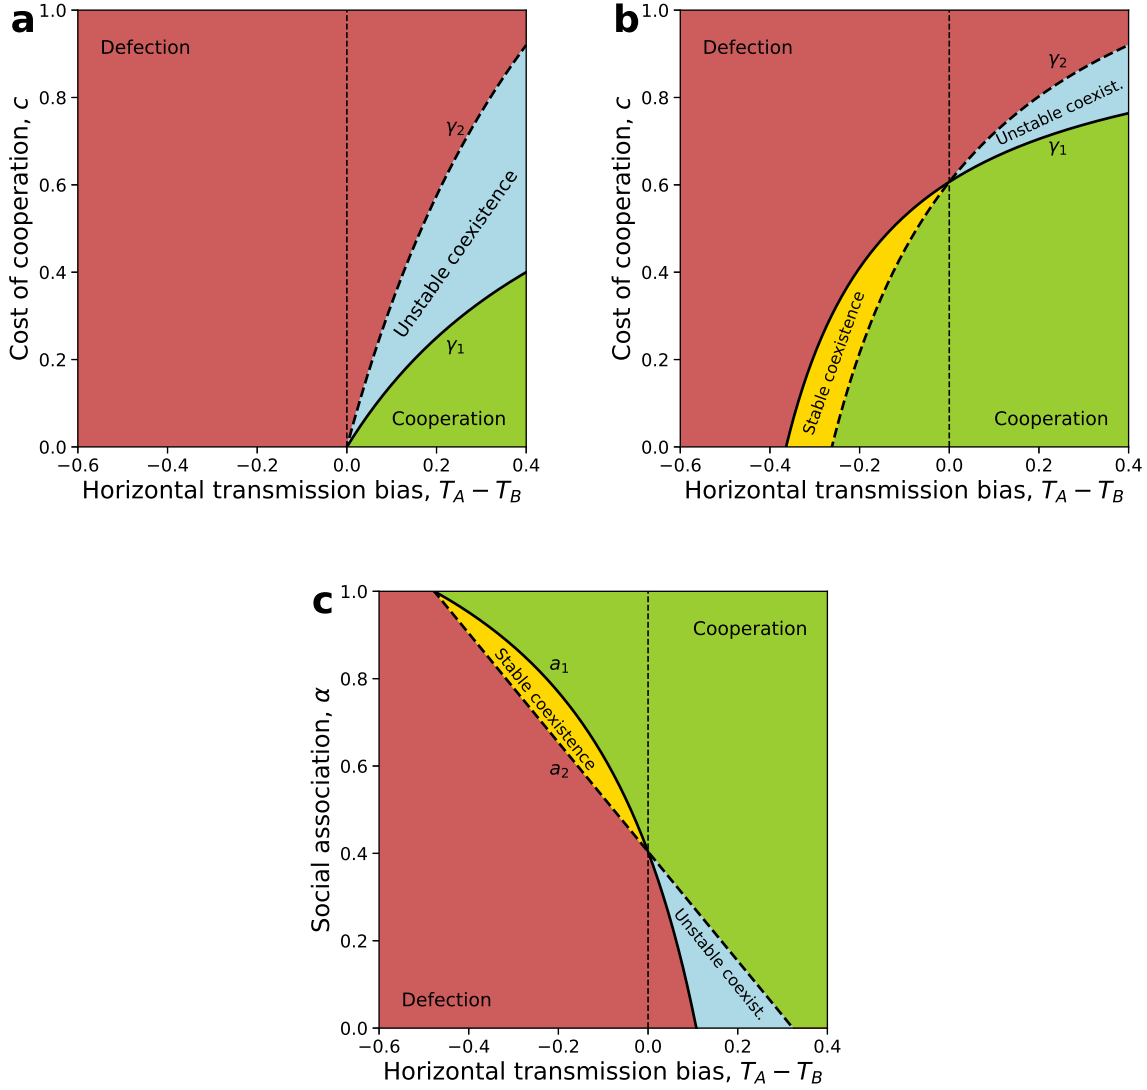 a
Defection
γ2
Unstable coexistence
γ1
Cooperation
Cost of cooperation, c
1.0
0.8
0.6
0.4
0.2
0.0
−0.6 −0.4 −0.2 0.0 0.2 0.4
Horizontal transmission bias, TA − TB
b
Defection
γ2
Unstable coexist.
γ1
Stable coexistence
Cooperation
Cost of cooperation, c
1.0
0.8
0.6
0.4
0.2
0.0
−0.6 −0.4 −0.2 0.0 0.2 0.4
Horizontal transmission bias, TA − TB
c
Cooperation
a1
Stable coexistence
a2
Unstable coexist.
Defection
Social association, α
1.0
0.8
0.6
0.4
0.2
0.0
−0.6 −0.4 −0.2 0.0 0.2 0.4
Horizontal transmission bias, TA − TB